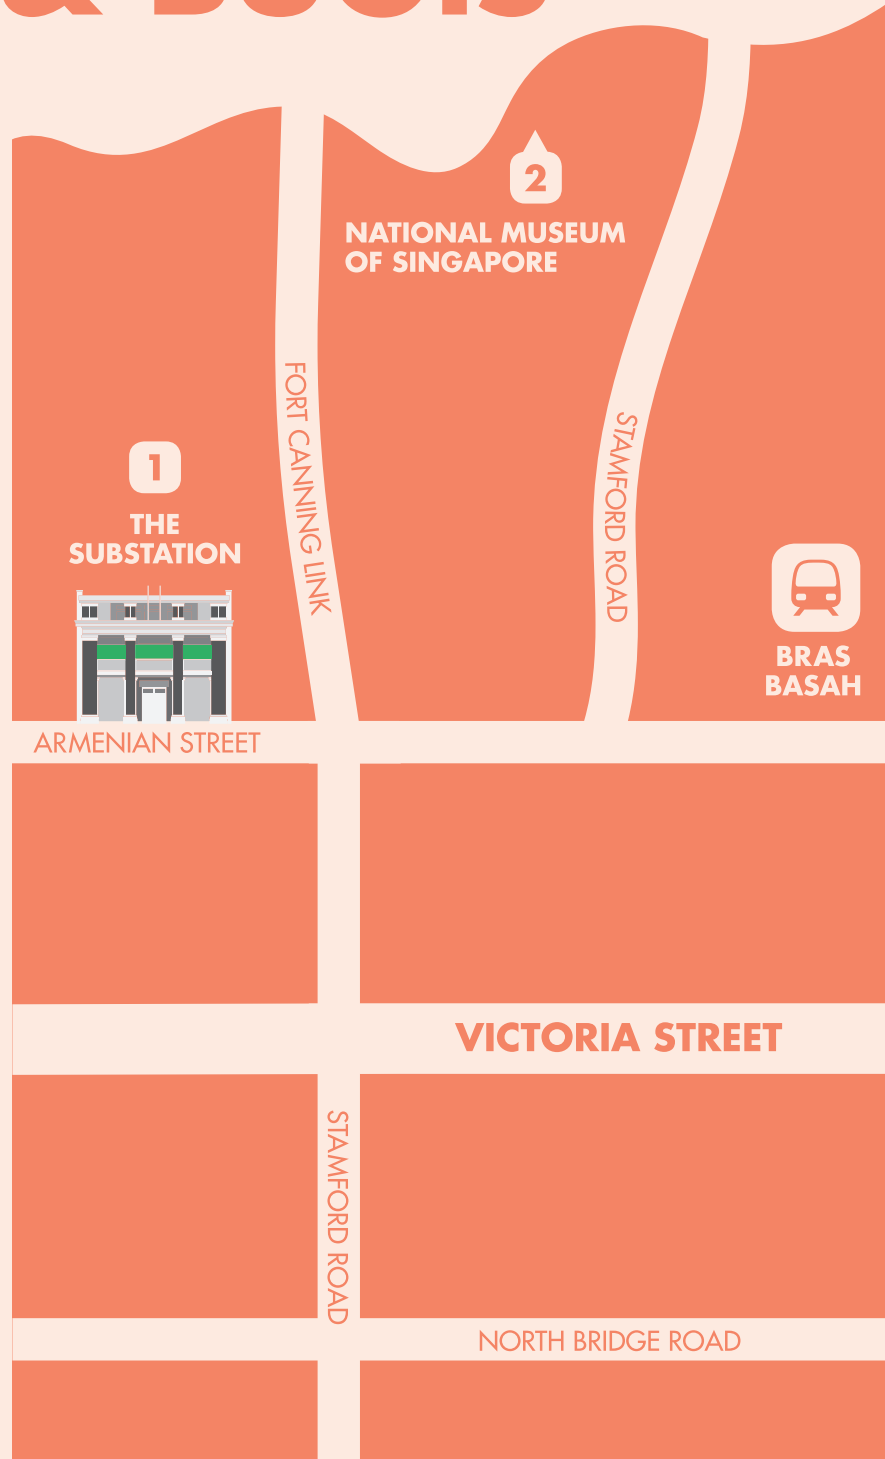 2
NATIONAL MUSEUM
OF SINGAPORE
FORT CANNING LINK
STAMFORD ROAD
1
THE
SUBSTATION
BRAS
BASAH
ARMENIAN STREET
VICTORIA STREET
STAMFORD ROAD
NORTH BRIDGE ROAD